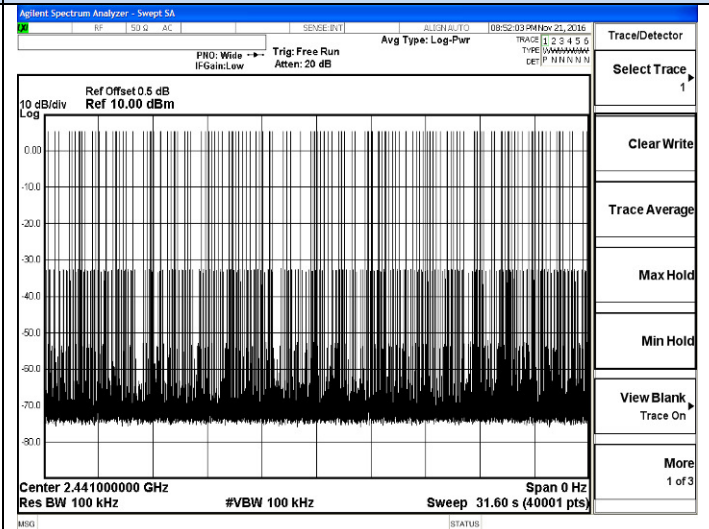 Agilent Spectrum Analyzer - Swept SA
RF 50 Ω AC SENSE:INT ALIGN AUTO 08:52:03 PM Nov 21, 2016
Avg Type: Log-Pwr TRACE 1 2 3 4 5 6
PNO: Wide Trig: Free Run TYPE
IFGain:Low Atten: 20 dB DET P N N N N N
Ref Offset 0.5 dB
10 dB/div Ref 10.00 dBm
Log
0.00
-10.0
-20.0
-30.0
-40.0
-50.0
-60.0
-70.0
-80.0
Center 2.441000000 GHz Span 0 Hz
Res BW 100 kHz #VBW 100 kHz Sweep 31.60 s (40001 pts)
MSG STATUS
Trace/Detector
Select Trace
1
Clear Write
Trace Average
Max Hold
Min Hold
View Blank
Trace On
More
1 of 3